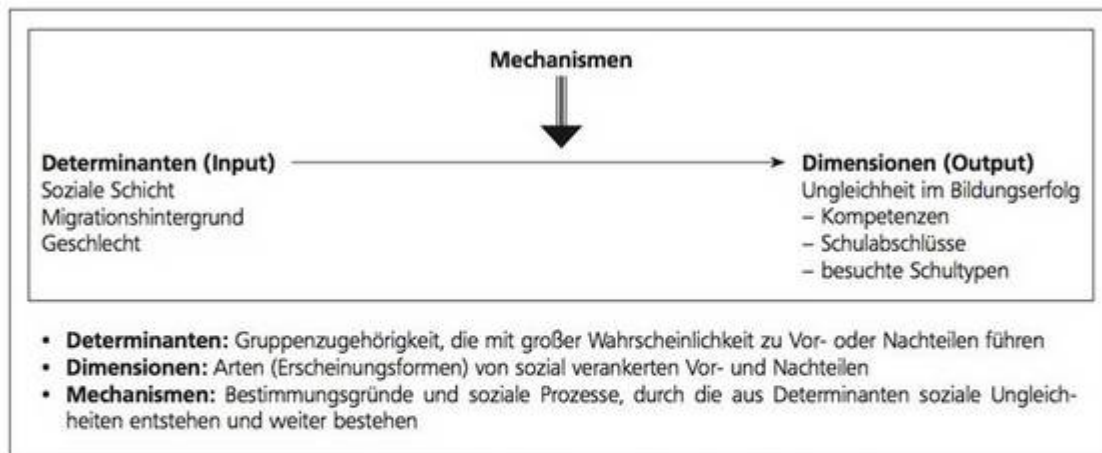 Mechanismen
Determinanten (Input)
Soziale Schicht
Migrationshintergrund
Geschlecht
Dimensionen (Output)
Ungleichheit im Bildungserfolg
– Kompetenzen
– Schulabschlüsse
– besuchte Schultypen
• Determinanten: Gruppenzugehörigkeit, die mit großer Wahrscheinlichkeit zu Vor- oder Nachteilen führen
• Dimensionen: Arten (Erscheinungsformen) von sozial verankerten Vor- und Nachteilen
• Mechanismen: Bestimmungsgründe und soziale Prozesse, durch die aus Determinanten soziale Ungleich-
heiten entstehen und weiter bestehen